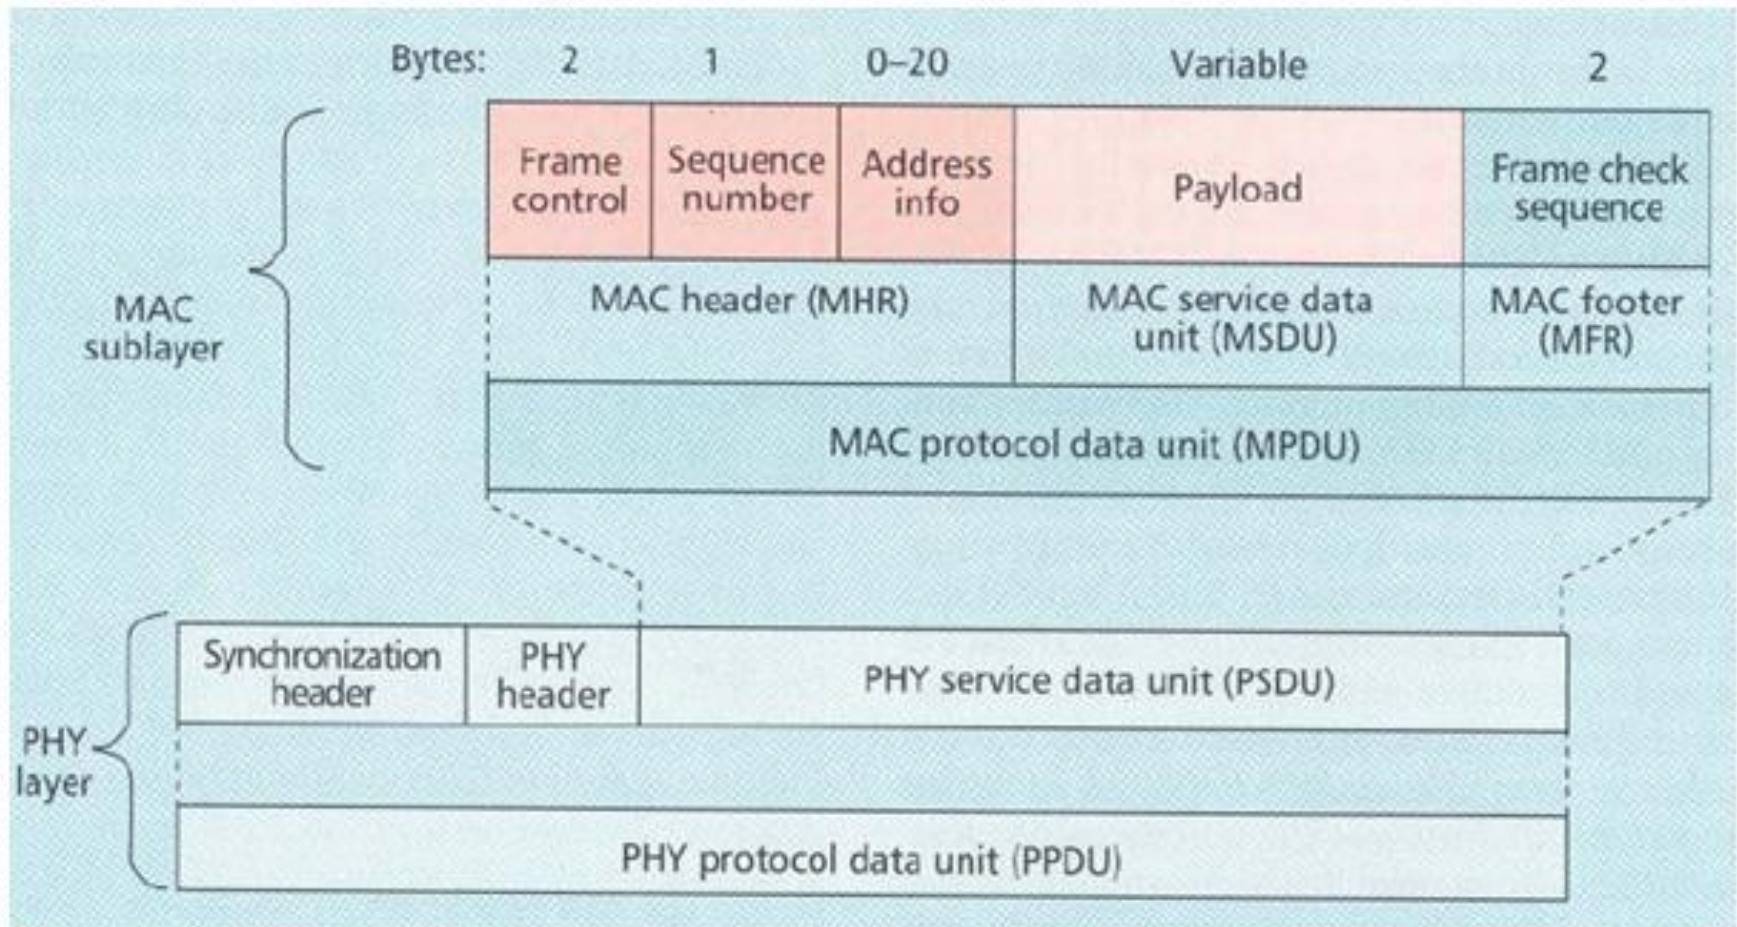 Bytes: 2 1 0–20 Variable 2
Frame control
Sequence number
Address info
Payload
Frame check sequence
MAC sublayer
MAC header (MHR)
MAC service data unit (MSDU)
MAC footer (MFR)
MAC protocol data unit (MPDU)
Synchronization header
PHY header
PHY service data unit (PSDU)
PHY layer
PHY protocol data unit (PPDU)